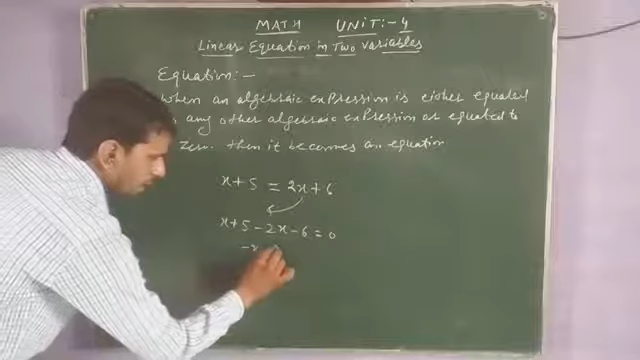 MATH UNIT:- 4
Linear Equation in Two Variables
Equation:-
When an algebraic expression is either equated
any other algebraic expression or equated to
zero. then it becomes an equation
x+5 = 2x+6
x+5-2x-6=0
-x